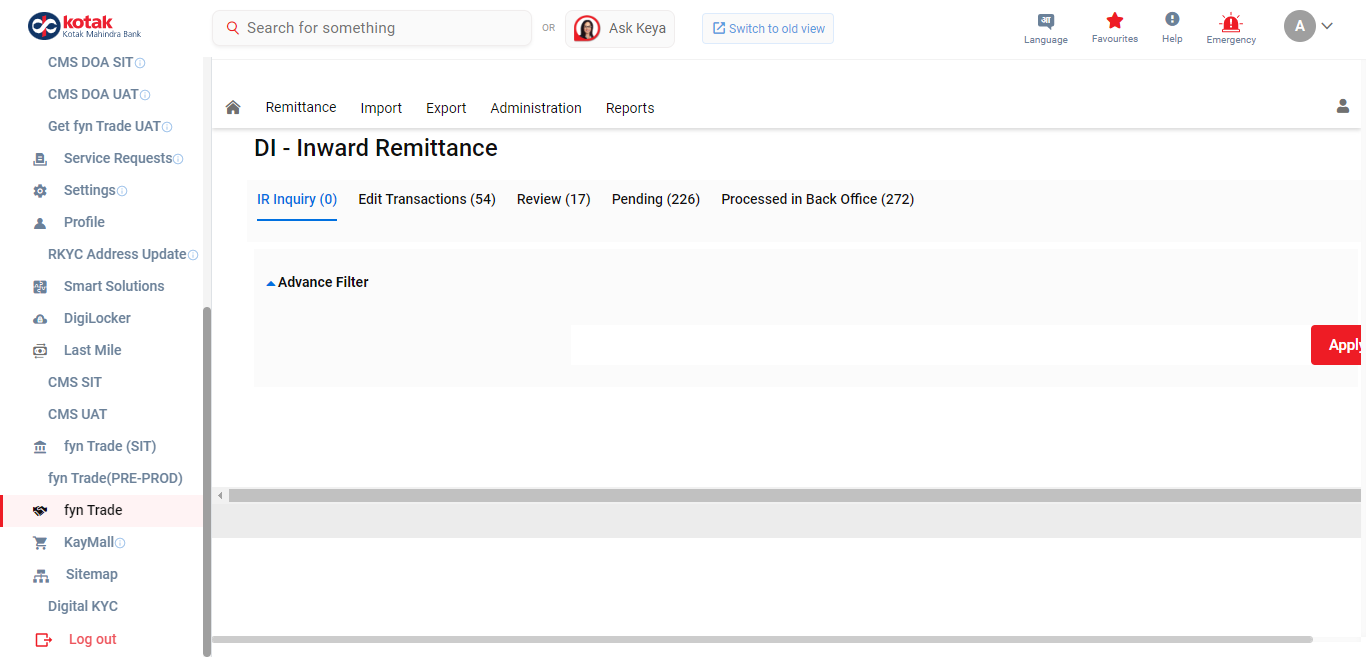 kotak
Kotak Mahindra Bank
Search for something
OR
Ask Keya
Switch to old view
Language
Favourites
Help
Emergency
A
CMS DOA SIT
CMS DOA UAT
Get fyn Trade UAT
Service Requests
Settings
Profile
RKYC Address Update
Smart Solutions
DigiLocker
Last Mile
CMS SIT
CMS UAT
fyn Trade (SIT)
fyn Trade(PRE-PROD)
fyn Trade
KayMall
Sitemap
Digital KYC
Log out
Remittance Import Export Administration Reports
DI - Inward Remittance
IR Inquiry (0) Edit Transactions (54) Review (17) Pending (226) Processed in Back Office (272)
Advance Filter
Apply